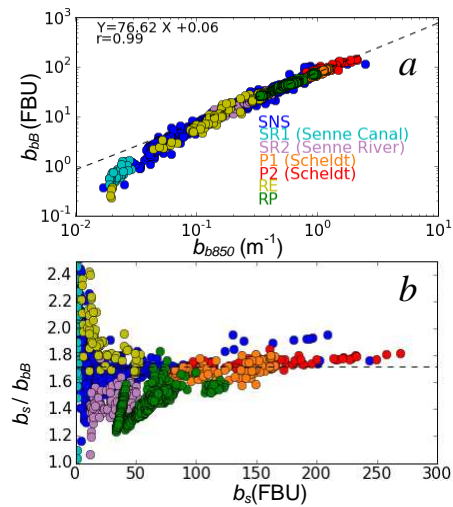 10³
Y=76.62 X +0.06
r=0.99
a
10²
b_bB (FBU)
10¹
SNS
SR1 (Senne Canal)
SR2 (Senne River)
10⁰
P1 (Scheldt)
P2 (Scheldt)
RE
RP
10⁻¹
10⁻² 10⁻¹ 10⁰ 10¹
b_b850 (m⁻¹)
2.4
b
2.2
2.0
1.8
b_s / b_bB
1.6
1.4
1.2
1.0
0 50 100 150 200 250 300
b_s(FBU)